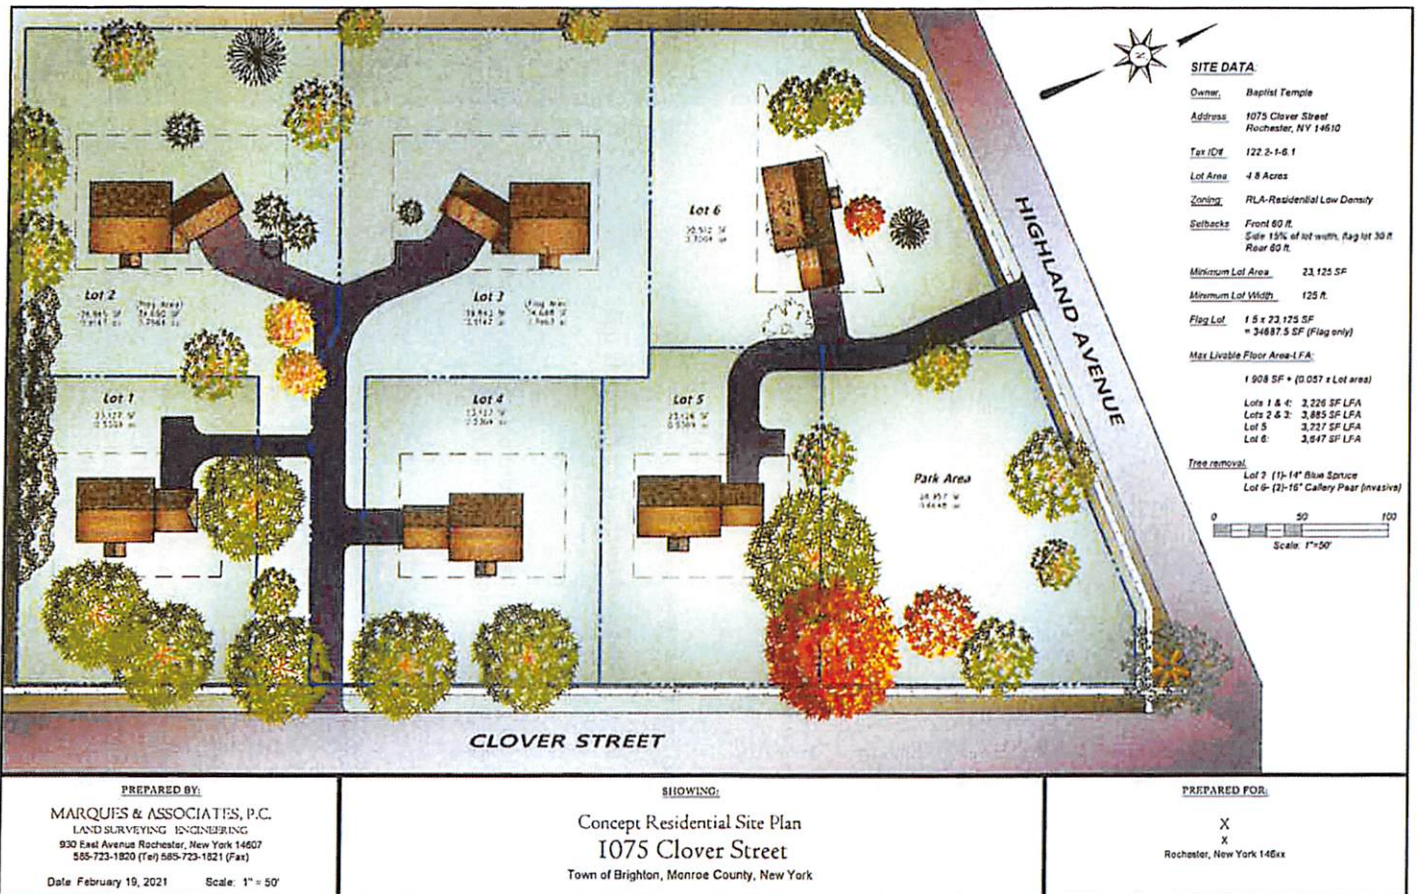 SITE DATA:
Owner: Baptist Temple
Address 1075 Clover Street
Rochester, NY 14610
Tax ID# 122.2-1-6.1
Lot Area 4.8 Acres
Zoning: RLA-Residential Low Density
Setbacks Front 60 ft.
Side 15% of lot width, flag lot 30 ft.
Rear 60 ft.
Minimum Lot Area 23,125 SF
Minimum Lot Width 125 ft.
Flag Lot 1.5 x 23,125 SF
= 34687.5 SF (Flag only)
Max Livable Floor Area-LFA:
1,908 SF + (0.057 x Lot area)
Lots 1 & 4: 3,226 SF LFA
Lots 2 & 3: 3,885 SF LFA
Lot 5 3,227 SF LFA
Lot 6: 3,647 SF LFA
Tree removal:
Lot 2 (1)-14" Blue Spruce
Lot 6- (2)-16" Callery Pear (invasive)
0 50 100
Scale: 1"=50'
N
HIGHLAND AVENUE
Lot 6
Lot 2
Lot 3
Lot 1
Lot 4
Lot 5
Park Area
CLOVER STREET
PREPARED BY:
MARQUES & ASSOCIATES, P.C.
LAND SURVEYING ENGINEERING
930 East Avenue Rochester, New York 14607
585-723-1820 (Tel) 585-723-1821 (Fax)
Date February 19, 2021 Scale: 1" = 50'
SHOWING:
Concept Residential Site Plan
1075 Clover Street
Town of Brighton, Monroe County, New York
PREPARED FOR:
X
X
Rochester, New York 146xx